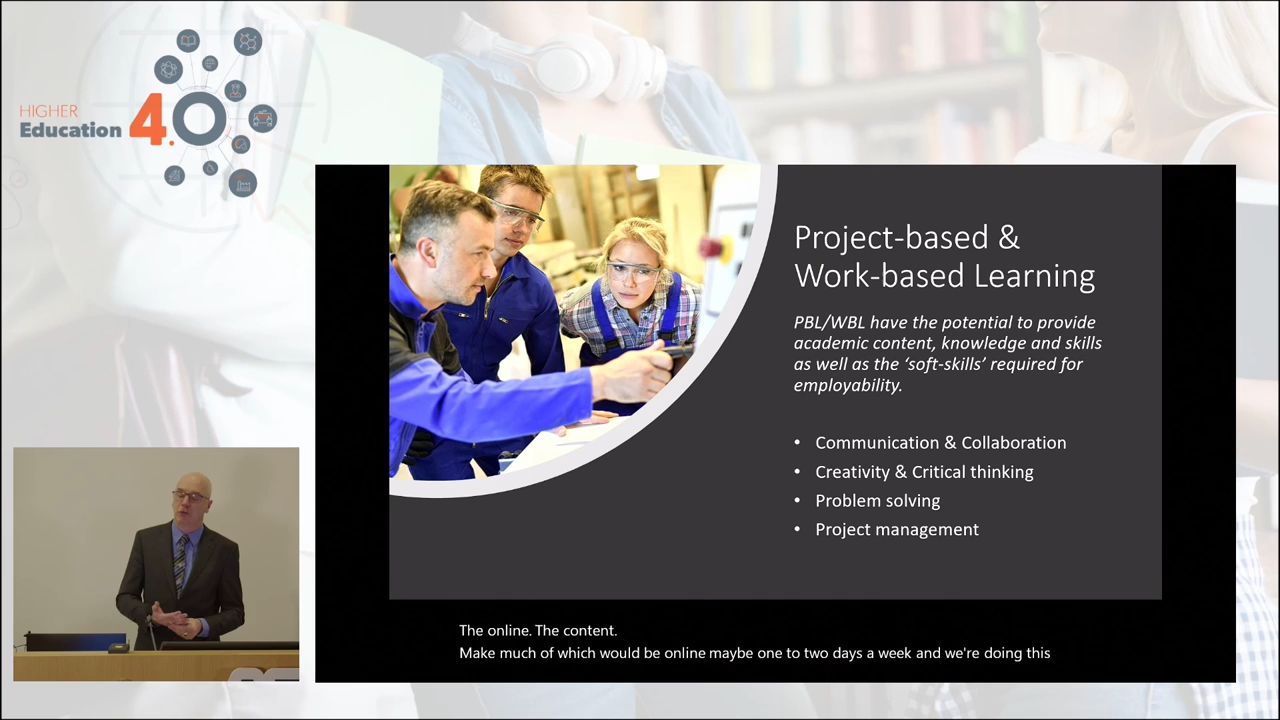 HIGHER
Education 4.0
Project-based &
Work-based Learning
PBL/WBL have the potential to provide
academic content, knowledge and skills
as well as the ‘soft-skills’ required for
employability.
• Communication & Collaboration
• Creativity & Critical thinking
• Problem solving
• Project management
The online. The content.
Make much of which would be online maybe one to two days a week and we're doing this